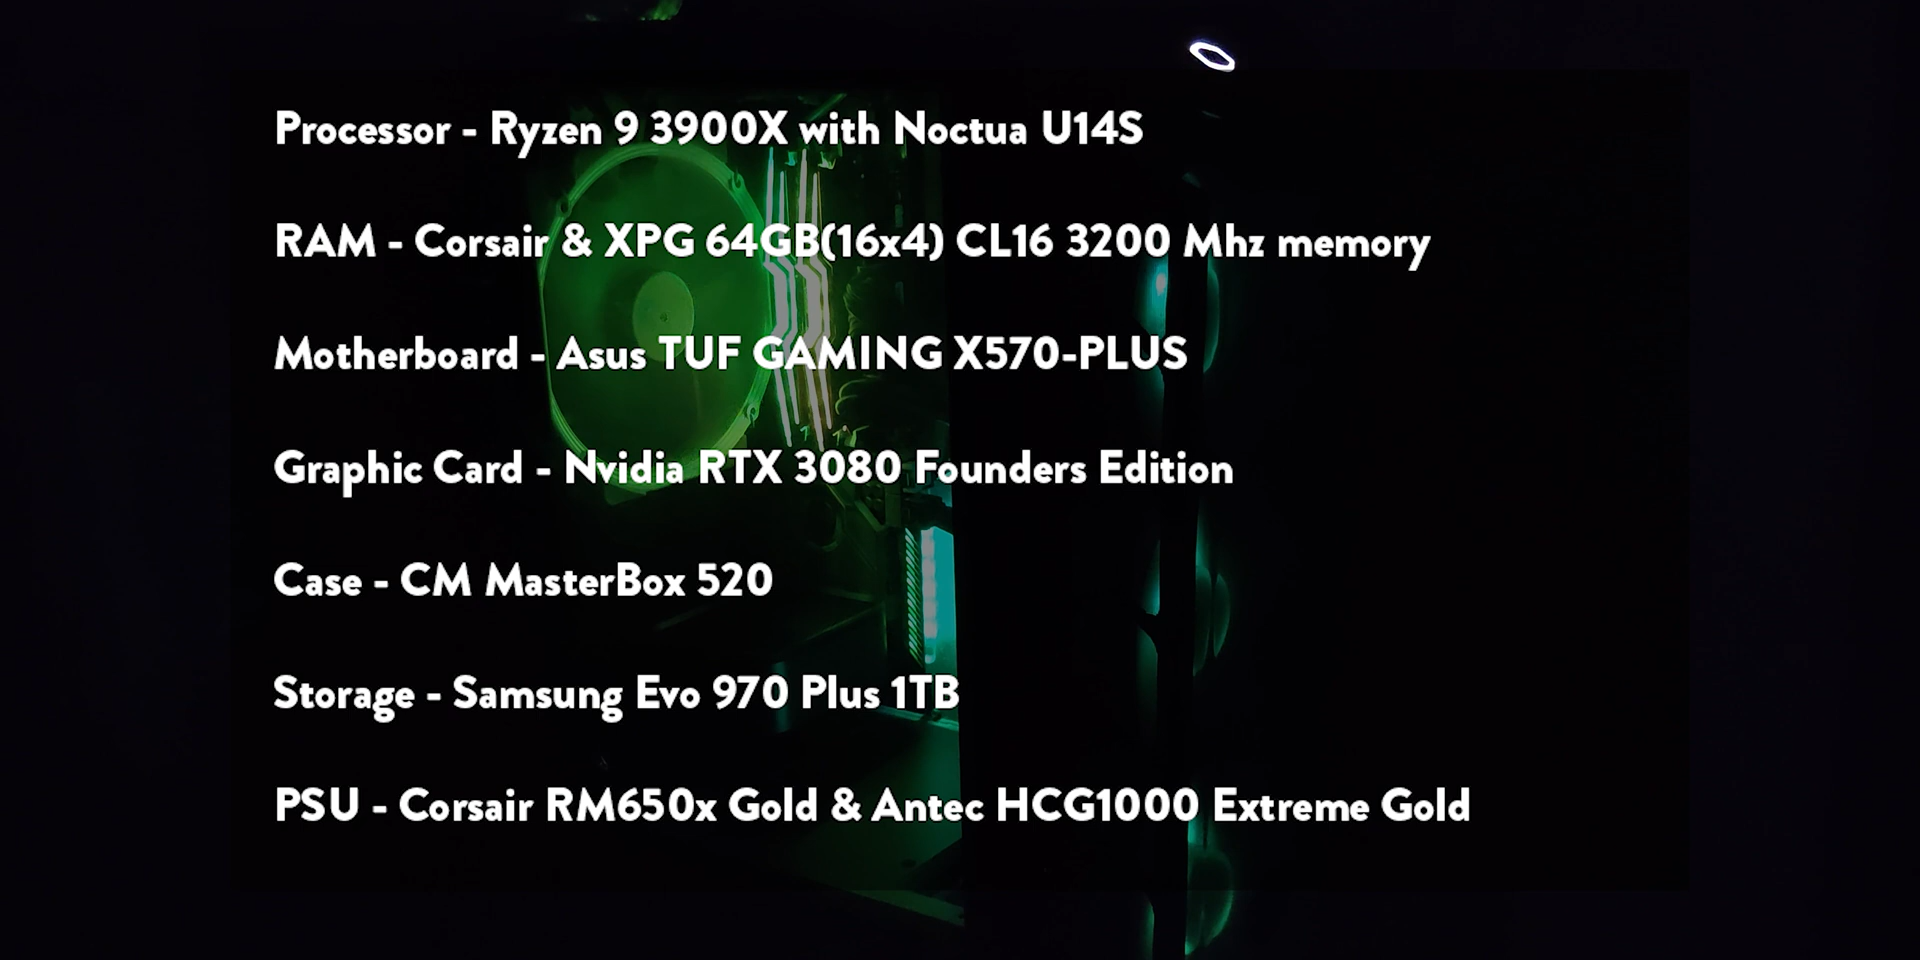 Processor - Ryzen 9 3900X with Noctua U14S
RAM - Corsair & XPG 64GB(16x4) CL16 3200 Mhz memory
Motherboard - Asus TUF GAMING X570-PLUS
Graphic Card - Nvidia RTX 3080 Founders Edition
Case - CM MasterBox 520
Storage - Samsung Evo 970 Plus 1TB
PSU - Corsair RM650x Gold & Antec HCG1000 Extreme Gold